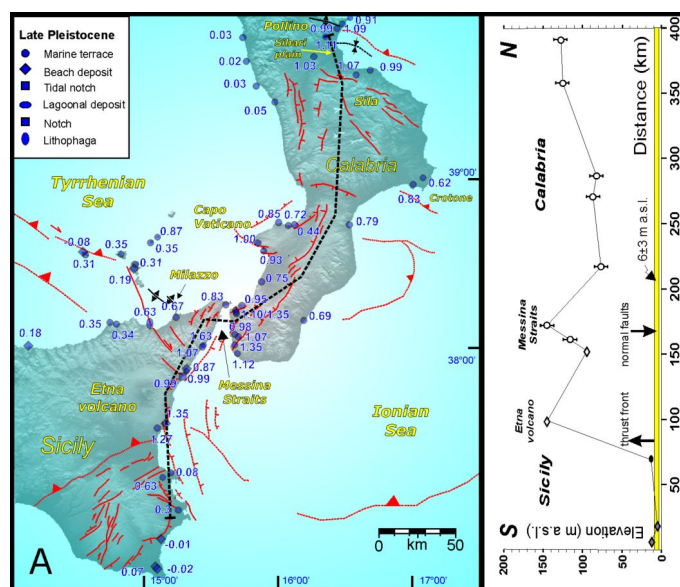 Late Pleistocene
Marine terrace
Beach deposit
Tidal notch
Lagoonal deposit
Notch
Lithophaga
Pollino
Sibari
plain
Sila
Calabria
Crotone
Tyrrhenian
Sea
Capo
Vaticano
Milazzo
Etna
volcano
Messina
Straits
Ionian
Sea
Sicily
0.03
0.02
0.03
0.05
0.99
0.91
1.09
1.11
1.03
1.07
0.99
39°00'
0.62
0.83
0.79
0.85
0.72
0.44
1.00
0.93
0.75
0.87
0.35
0.35
0.31
0.31
0.19
0.83
0.95
0.67
0.63
0.35
0.34
0.69
0.98
1.07
1.35
1.12
38°00'
0.18
1.07
0.87
0.99
0.99
1.35
1.27
0.08
0.63
-0.01
-0.02
0.07
A
0
50
km
15°00'
16°00'
17°00'
N
S
Calabria
Messina
Straits
Etna
volcano
Sicily
6±3 m a.s.l.
normal faults
thrust front
Distance (km)
400
350
300
250
200
150
100
50
Elevation (m a.s.l.)
200
150
100
50
0